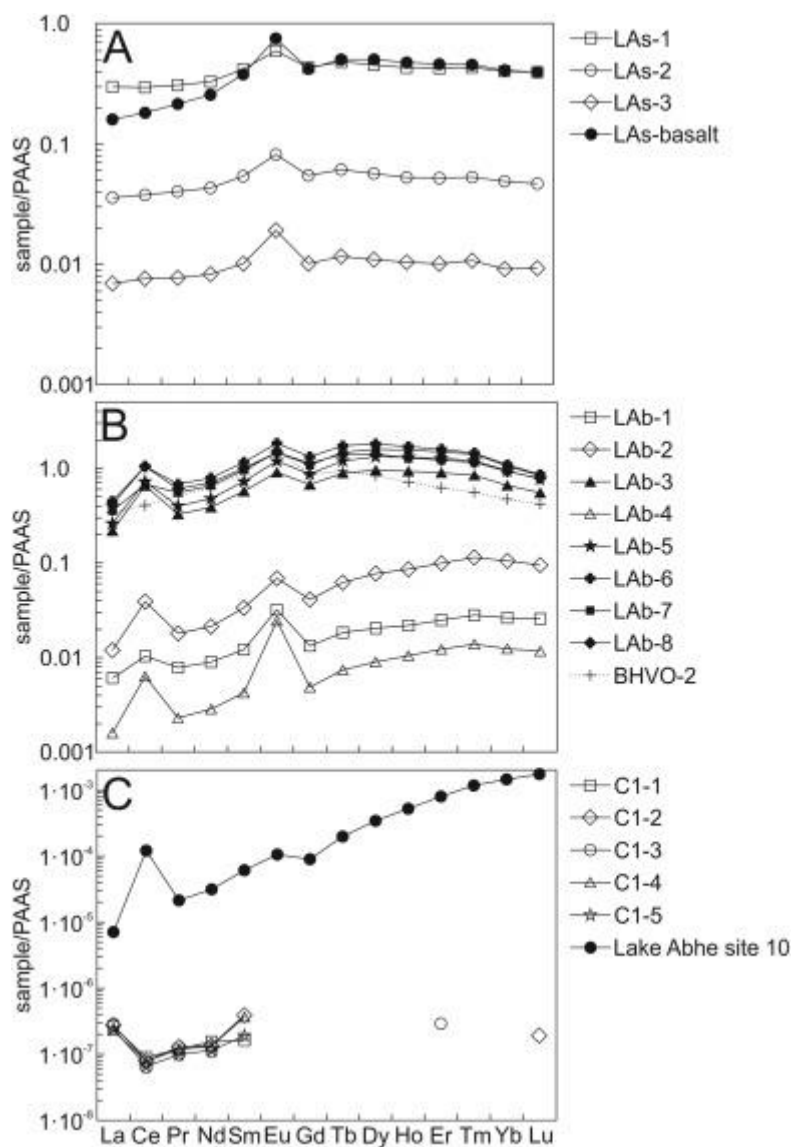 A
1.0
0.1
0.01
0.001
sample/PAAS
LAs-1
LAs-2
LAs-3
LAs-basalt
B
1.0
0.1
0.01
0.001
sample/PAAS
LAb-1
LAb-2
LAb-3
LAb-4
LAb-5
LAb-6
LAb-7
LAb-8
BHVO-2
C
1·10⁻³
1·10⁻⁴
1·10⁻⁵
1·10⁻⁶
1·10⁻⁷
1·10⁻⁸
sample/PAAS
C1-1
C1-2
C1-3
C1-4
C1-5
Lake Abhe site 10
La Ce Pr Nd Sm Eu Gd Tb Dy Ho Er Tm Yb Lu